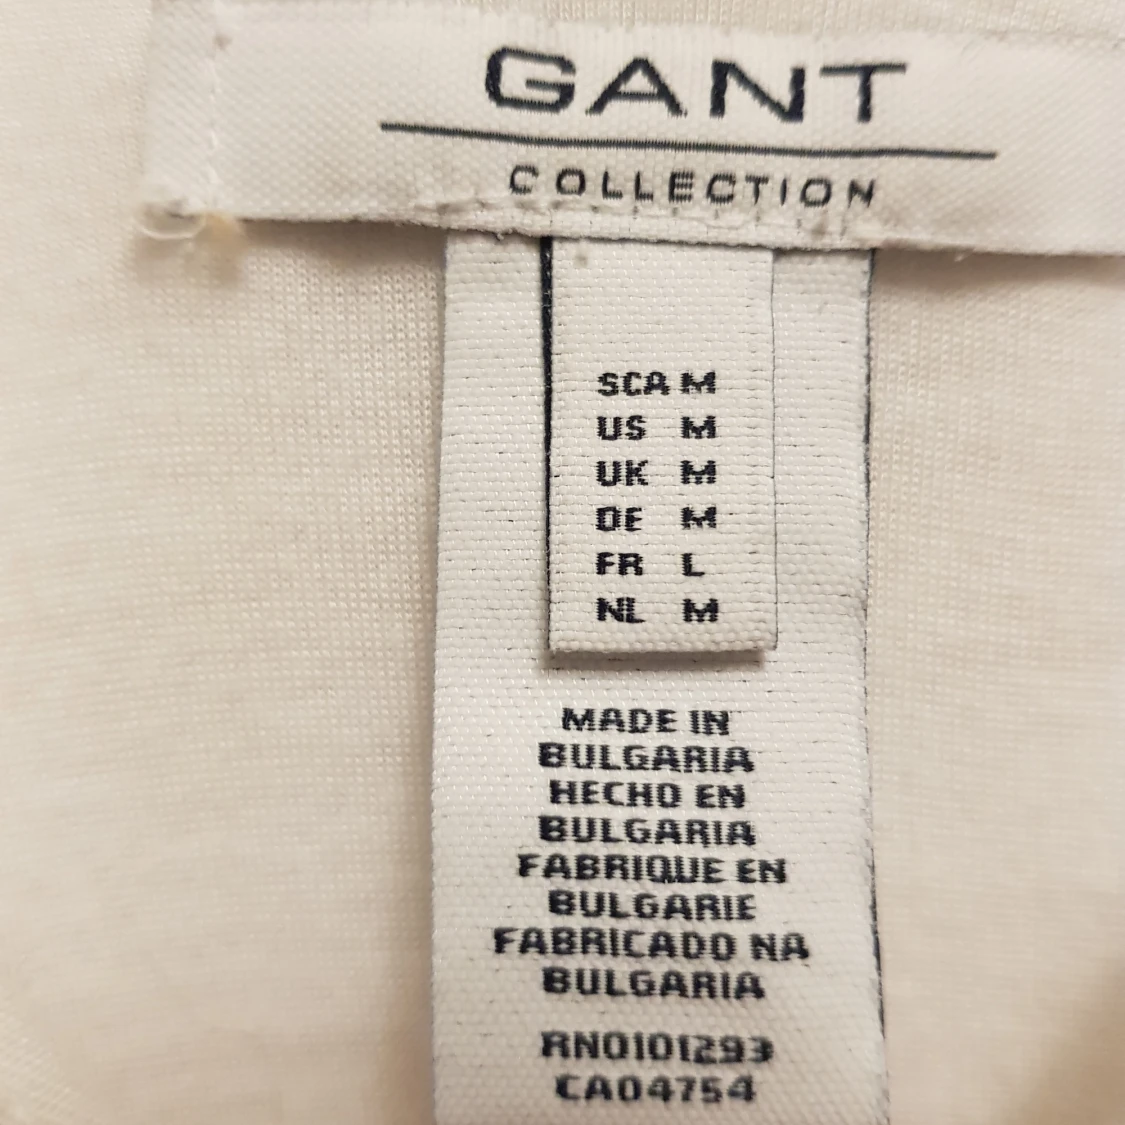 GANT
COLLECTION
SCA M
US M
UK M
DE M
FR L
NL M
MADE IN
BULGARIA
HECHO EN
BULGARIA
FABRIQUE EN
BULGARIE
FABRICADO NA
BULGARIA
RN0101293
CA04754